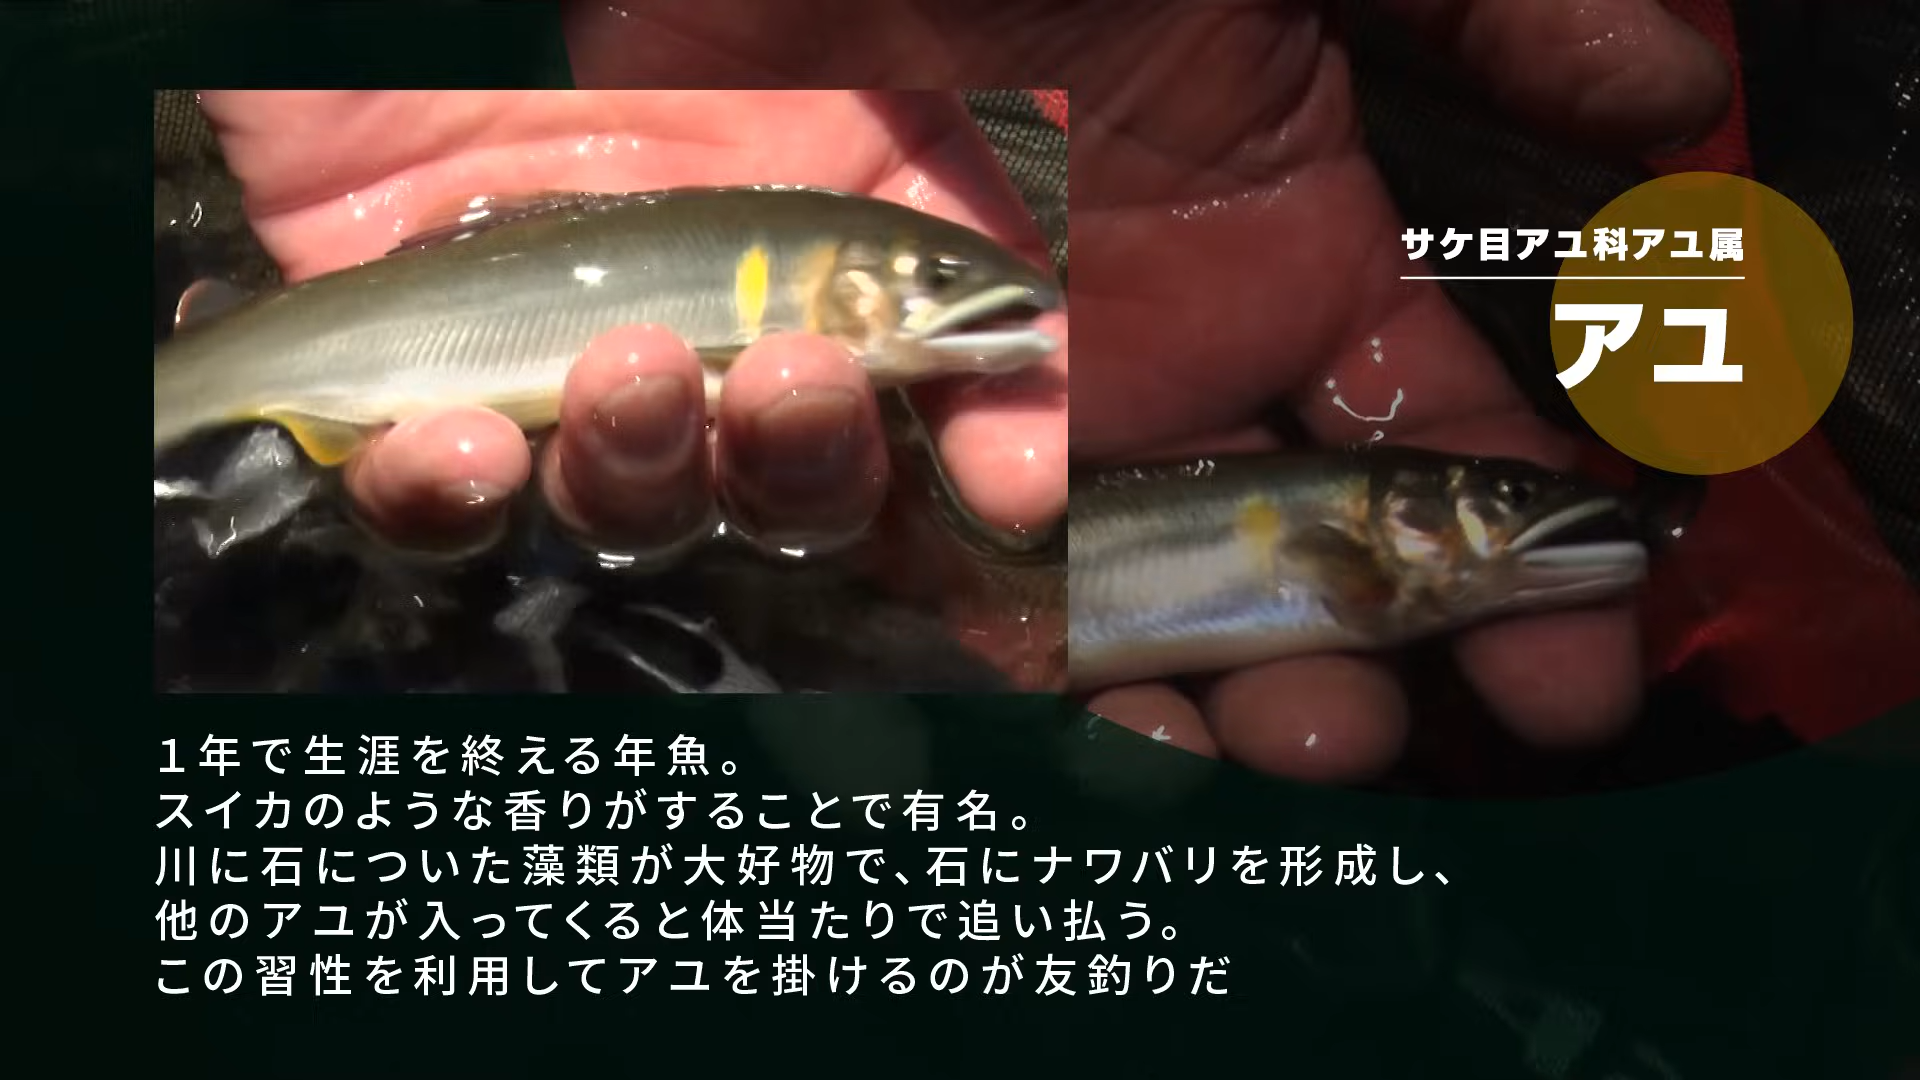 サケ目アユ科アユ属
アユ
１年で生涯を終える年魚。
スイカのような香りがすることで有名。
川に石についた藻類が大好物で、石にナワバリを形成し、
他のアユが入ってくると体当たりで追い払う。
この習性を利用してアユを掛けるのが友釣りだ